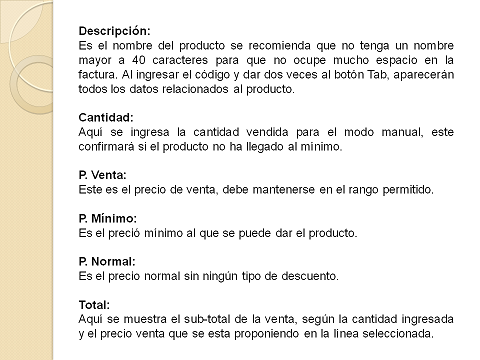 Descripción:
Es el nombre del producto se recomienda que no tenga un nombre
mayor a 40 caracteres para que no ocupe mucho espacio en la
factura. Al ingresar el código y dar dos veces al botón Tab, aparecerán
todos los datos relacionados al producto.
Cantidad:
Aquí se ingresa la cantidad vendida para el modo manual, este
confirmará si el producto no ha llegado al mínimo.
P. Venta:
Este es el precio de venta, debe mantenerse en el rango permitido.
P. Mínimo:
Es el preció mínimo al que se puede dar el producto.
P. Normal:
Es el precio normal sin ningún tipo de descuento.
Total:
Aquí se muestra el sub-total de la venta, según la cantidad ingresada
y el precio venta que se esta proponiendo en la línea seleccionada.